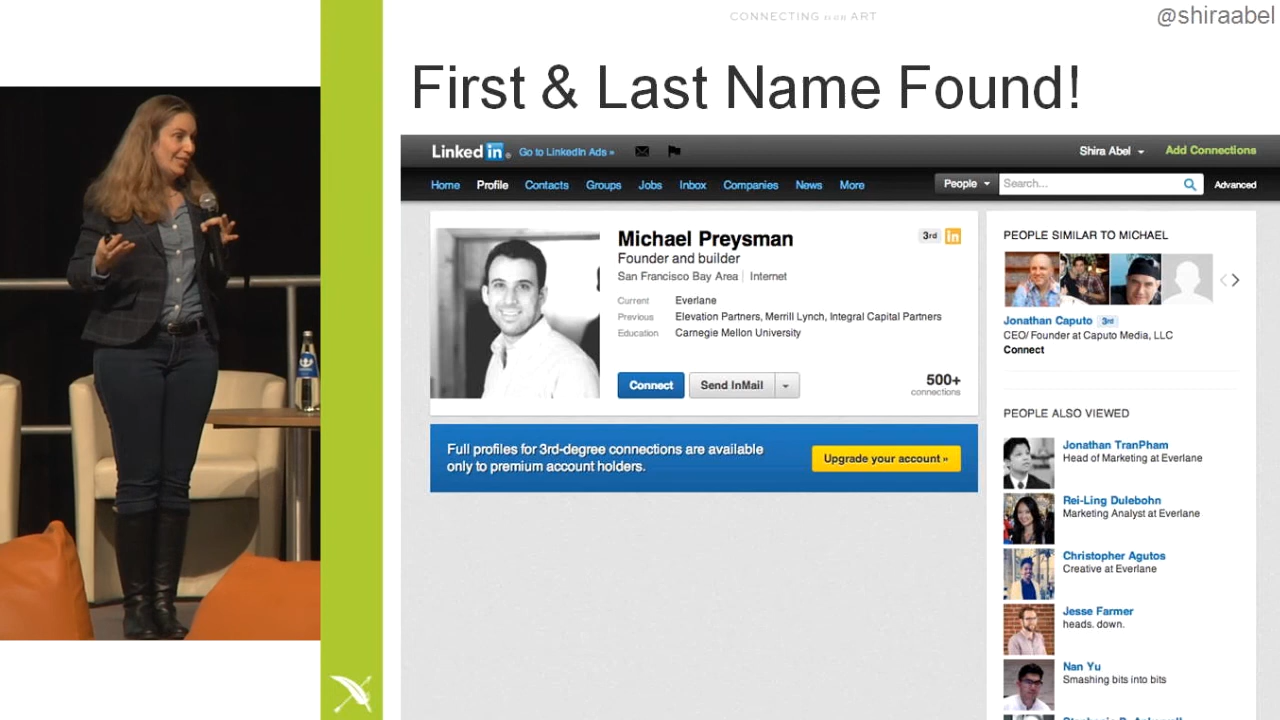 CONNECTING with ART
@shiraabel
First & Last Name Found!
Linked in
Go to LinkedIn Ads »
Shira Abel
Add Connections
Home Profile Contacts Groups Jobs Inbox Companies News More
People
Search...
Advanced
Michael Preysman
3rd in
Founder and builder
San Francisco Bay Area Internet
Current Everlane
Previous Elevation Partners, Merrill Lynch, Integral Capital Partners
Education Carnegie Mellon University
Connect Send InMail
500+
connections
Full profiles for 3rd-degree connections are available
only to premium account holders.
Upgrade your account »
PEOPLE SIMILAR TO MICHAEL
Jonathan Caputo 3rd
CEO/ Founder at Caputo Media, LLC
Connect
PEOPLE ALSO VIEWED
Jonathan TranPham
Head of Marketing at Everlane
Rei-Ling Dulebohn
Marketing Analyst at Everlane
Christopher Agutos
Creative at Everlane
Jesse Farmer
heads. down.
Nan Yu
Smashing bits into bits